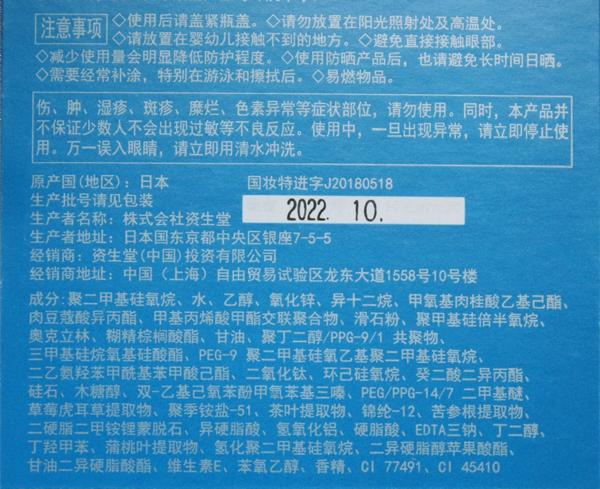 注意事项
◇使用后请盖紧瓶盖。◇请勿放置在阳光照射处及高温处。
◇请放置在婴幼儿接触不到的地方。◇避免直接接触眼部。
◇减少使用量会明显降低防护程度。◇使用防晒产品后，也请避免长时间日晒。
◇需要经常补涂，特别在游泳和擦拭后。◇易燃物品。
伤、肿、湿疹、斑疹、糜烂、色素异常等症状部位，请勿使用。同时，本产品并
不保证少数人不会出现过敏等不良反应。使用中，一旦出现异常，请立即停止使
用。万一误入眼睛，请立即用清水冲洗。
原产国(地区)：日本 国妆特进字J20180518
生产批号请见包装 2022. 10.
生产者名称：株式会社资生堂
生产者地址：日本国东京都中央区银座7-5-5
经销商：资生堂(中国)投资有限公司
经销商地址：中国（上海）自由贸易试验区龙东大道1558号10号楼
成分：聚二甲基硅氧烷、水、乙醇、氧化锌、异十二烷、甲氧基肉桂酸乙基己酯、
肉豆蔻酸异丙酯、甲基丙烯酸甲酯交联聚合物、滑石粉、聚甲基硅倍半氧烷、
奥克立林、糊精棕榈酸酯、甘油、聚丁二醇/PPG-9/1 共聚物、
三甲基硅烷氧基硅酸酯、PEG-9 聚二甲基硅氧乙基聚二甲基硅氧烷、
二乙氨羟苯甲酰基苯甲酸己酯、二氧化钛、环己硅氧烷、癸二酸二异丙酯、
硅石、木糖醇、双-乙基己氧苯酚甲氧苯基三嗪、PEG/PPG-14/7 二甲基醚、
草莓虎耳草提取物、聚季铵盐-51、茶叶提取物、锦纶-12、苦参根提取物、
二硬脂二甲铵锂蒙脱石、异硬脂酸、氢氧化铝、硬脂酸、EDTA三钠、丁二醇、
丁羟甲苯、蒲桃叶提取物、氢化聚二甲基硅氧烷、二异硬脂醇苹果酸酯、
甘油二异硬脂酸酯、维生素E、苯氧乙醇、香精、CI 77491、CI 45410